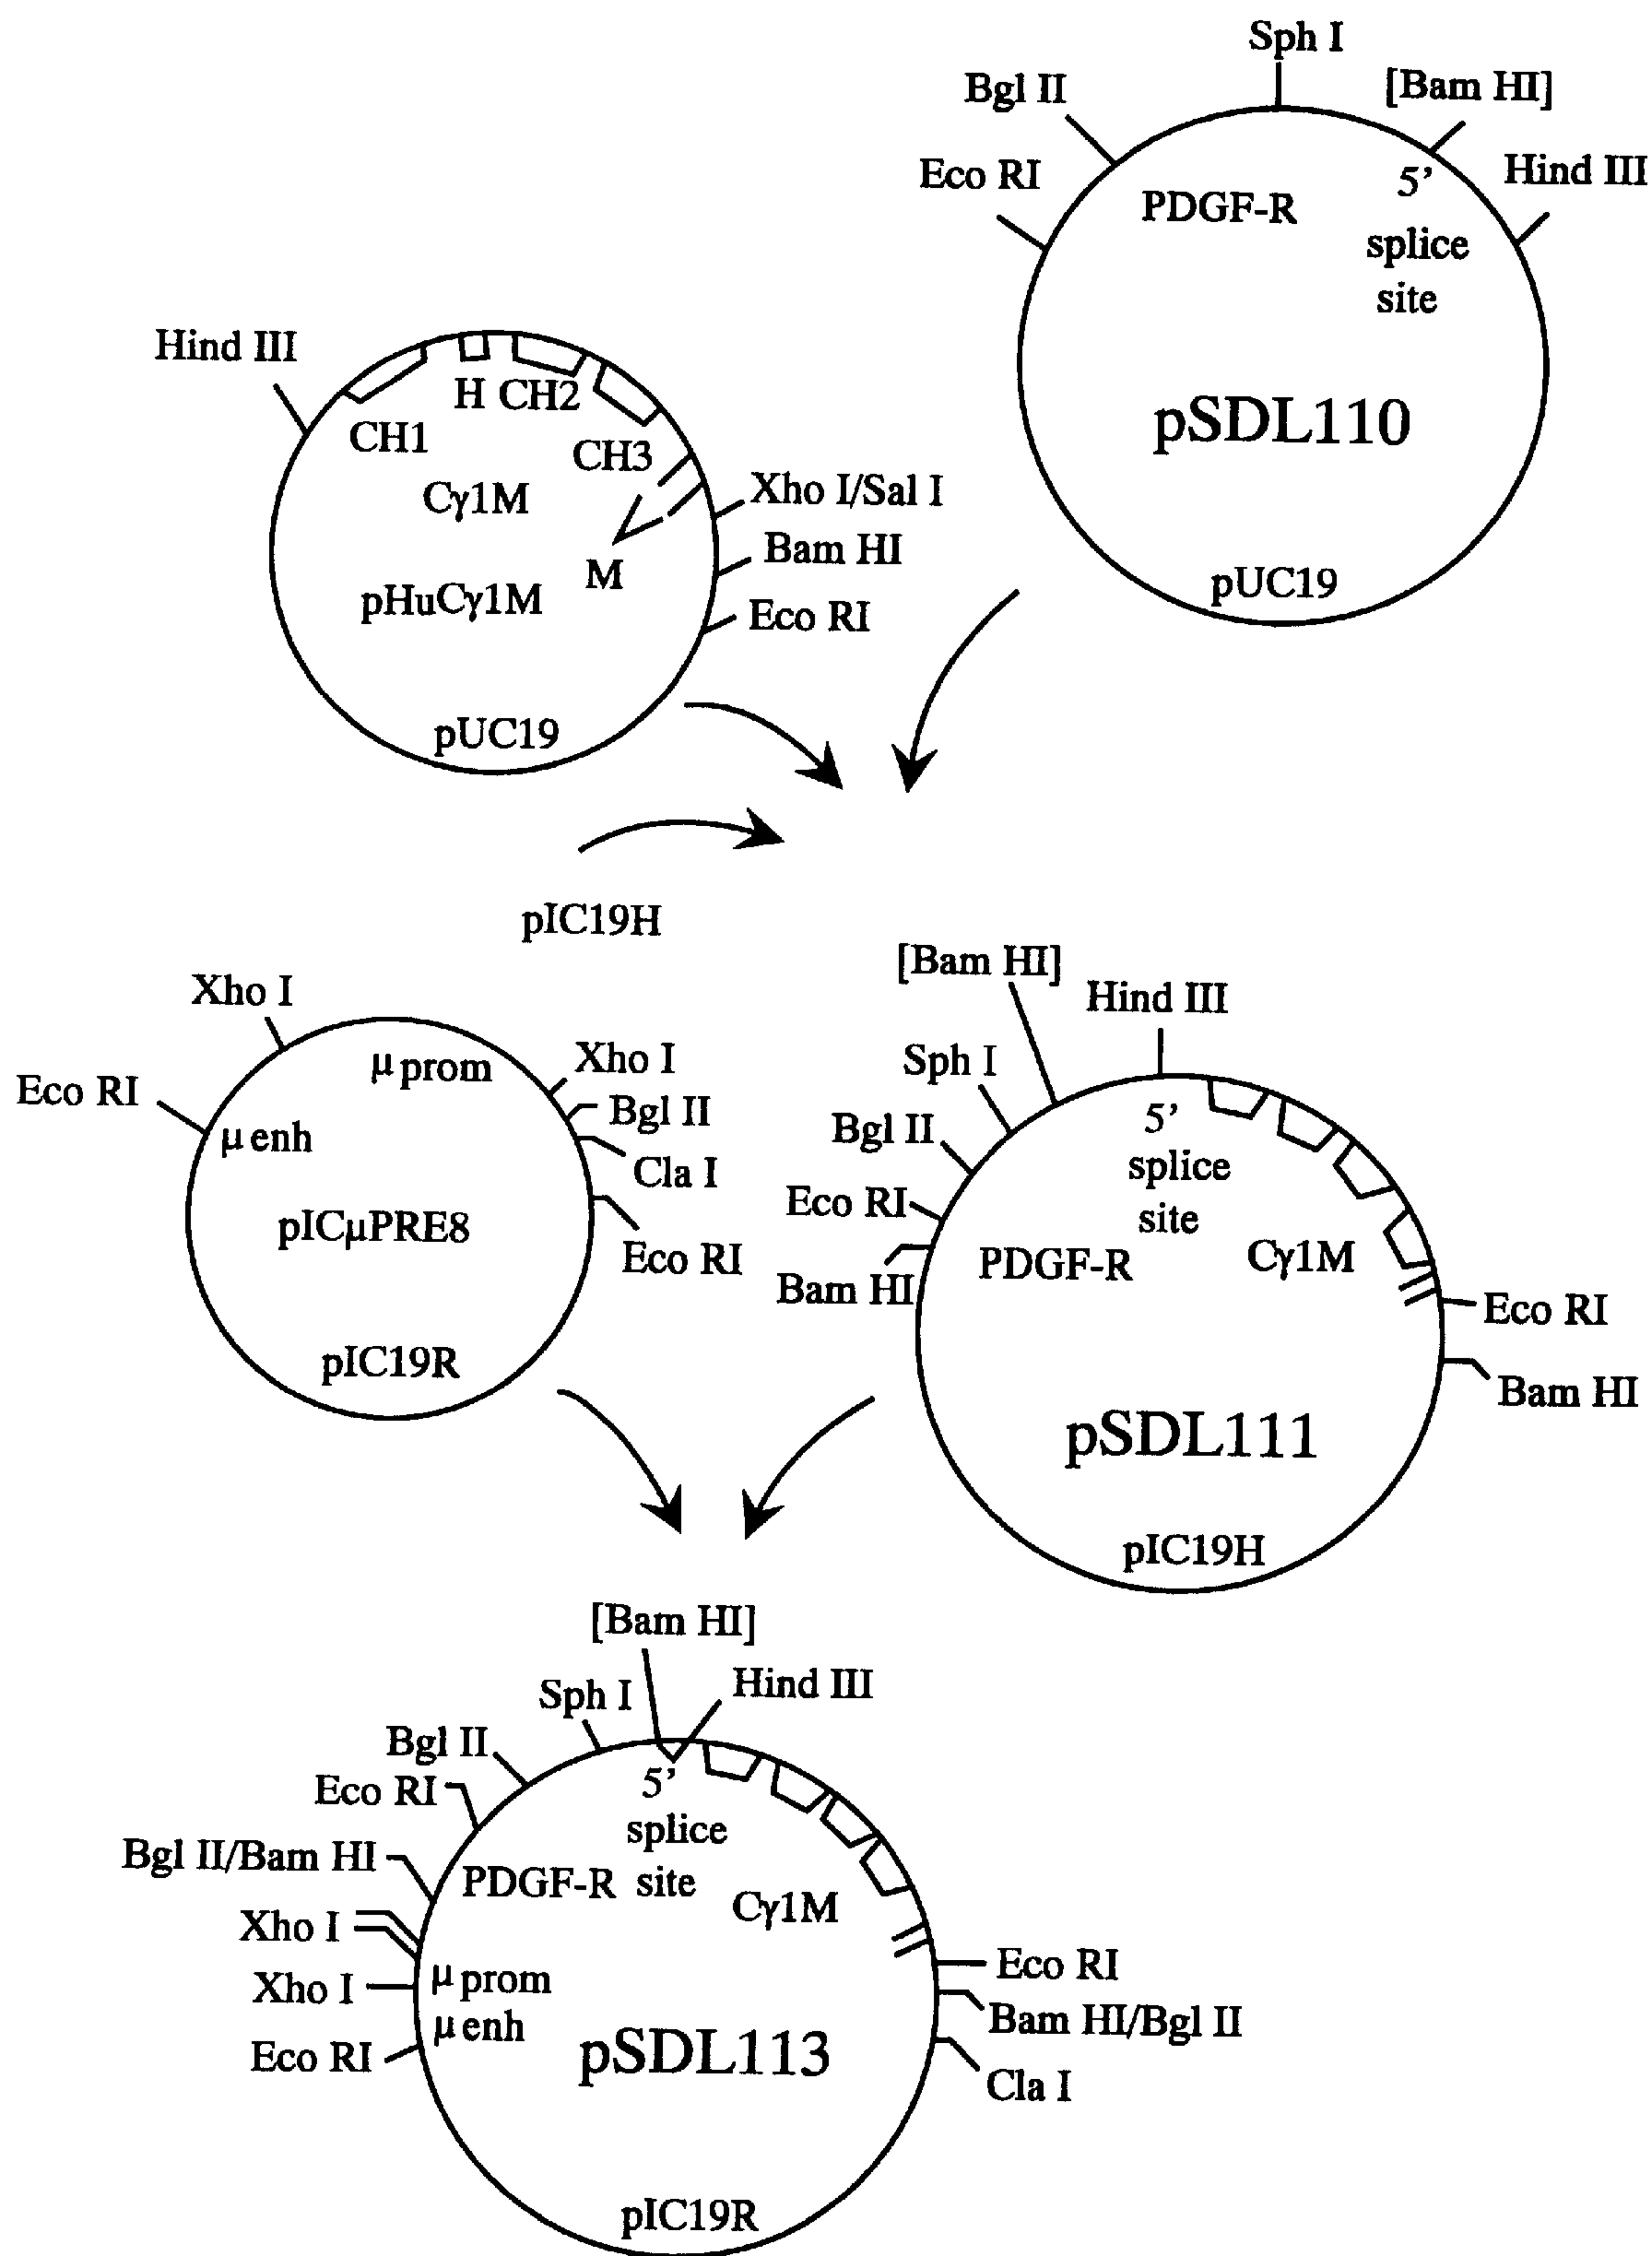 Sph I
Bgl II
[Bam HI]
Eco RI
Hind III
PDGF-R
5’
splice
site
pSDL110
pUC19
Hind III
CH1
H CH2
CH3
Cγ1M
M
pHuCγ1M
Xho I/Sal I
Bam HI
Eco RI
pUC19
pIC19H
Xho I
Eco RI
μ prom
μ enh
Xho I
Bgl II
Cla I
Eco RI
pICμPRE8
pIC19R
[Bam HI]
Hind III
Sph I
Bgl II
Eco RI
Bam HI
5’
splice
site
PDGF-R
Cγ1M
Eco RI
Bam HI
pSDL111
pIC19H
[Bam HI]
Hind III
Sph I
Bgl II
Eco RI
Bgl II/Bam HI
Xho I
Xho I
Eco RI
5’
splice
PDGF-R site
Cγ1M
μ prom
μ enh
Eco RI
Bam HI/Bgl II
Cla I
pSDL113
pIC19R